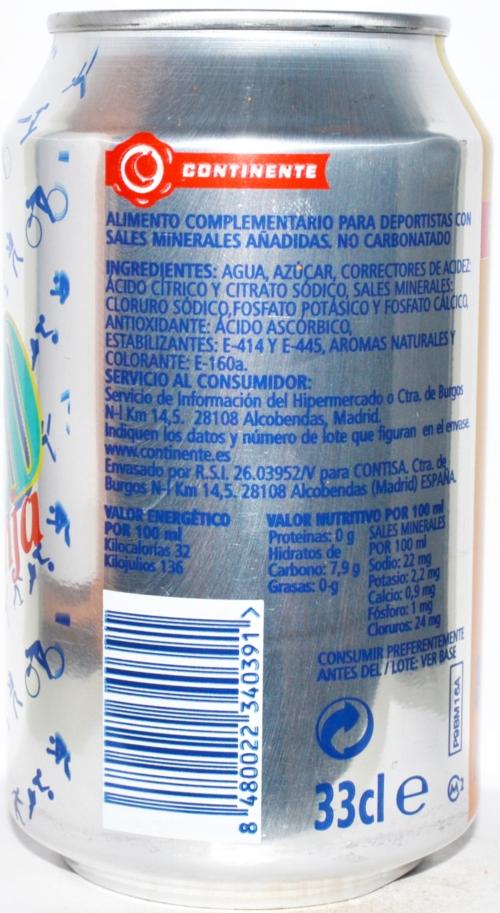 CONTINENTE
ALIMENTO COMPLEMENTARIO PARA DEPORTISTAS CON
SALES MINERALES AÑADIDAS. NO CARBONATADO
INGREDIENTES: AGUA, AZÚCAR, CORRECTORES DE ACIDEZ:
ÁCIDO CÍTRICO Y CITRATO SÓDICO, SALES MINERALES:
CLORURO SÓDICO, FOSFATO POTÁSICO Y FOSFATO CÁLCICO,
ANTIOXIDANTE: ÁCIDO ASCÓRBICO,
ESTABILIZANTES: E-414 Y E-445, AROMAS NATURALES Y
COLORANTE: E-160a.
SERVICIO AL CONSUMIDOR:
Servicio de Información del Hipermercado o Ctra. de Burgos
N-I Km 14,5. 28108 Alcobendas, Madrid.
Indiquen los datos y número de lote que figuran en el envase.
www.continente.es
Envasado por R.S.I. 26.03952/V para CONTISA. Ctra. de
Burgos N-I Km 14,5. 28108 Alcobendas (Madrid) ESPAÑA.
VALOR ENERGÉTICO
POR 100 ml
Kilocalorías 32
Kilojulios 136
VALOR NUTRITIVO POR 100 ml
Proteinas: 0 g
Hidratos de
Carbono: 7,9 g
Grasas: 0 g
SALES MINERALES
POR 100 ml
Sodio: 22 mg
Potasio: 2,2 mg
Calcio: 0,9 mg
Fósforo: 1 mg
Cloruros: 24 mg
CONSUMIR PREFERENTEMENTE
ANTES DEL / LOTE: VER BASE
8 480022 340391 >
33cl e
P9BM16A
ja